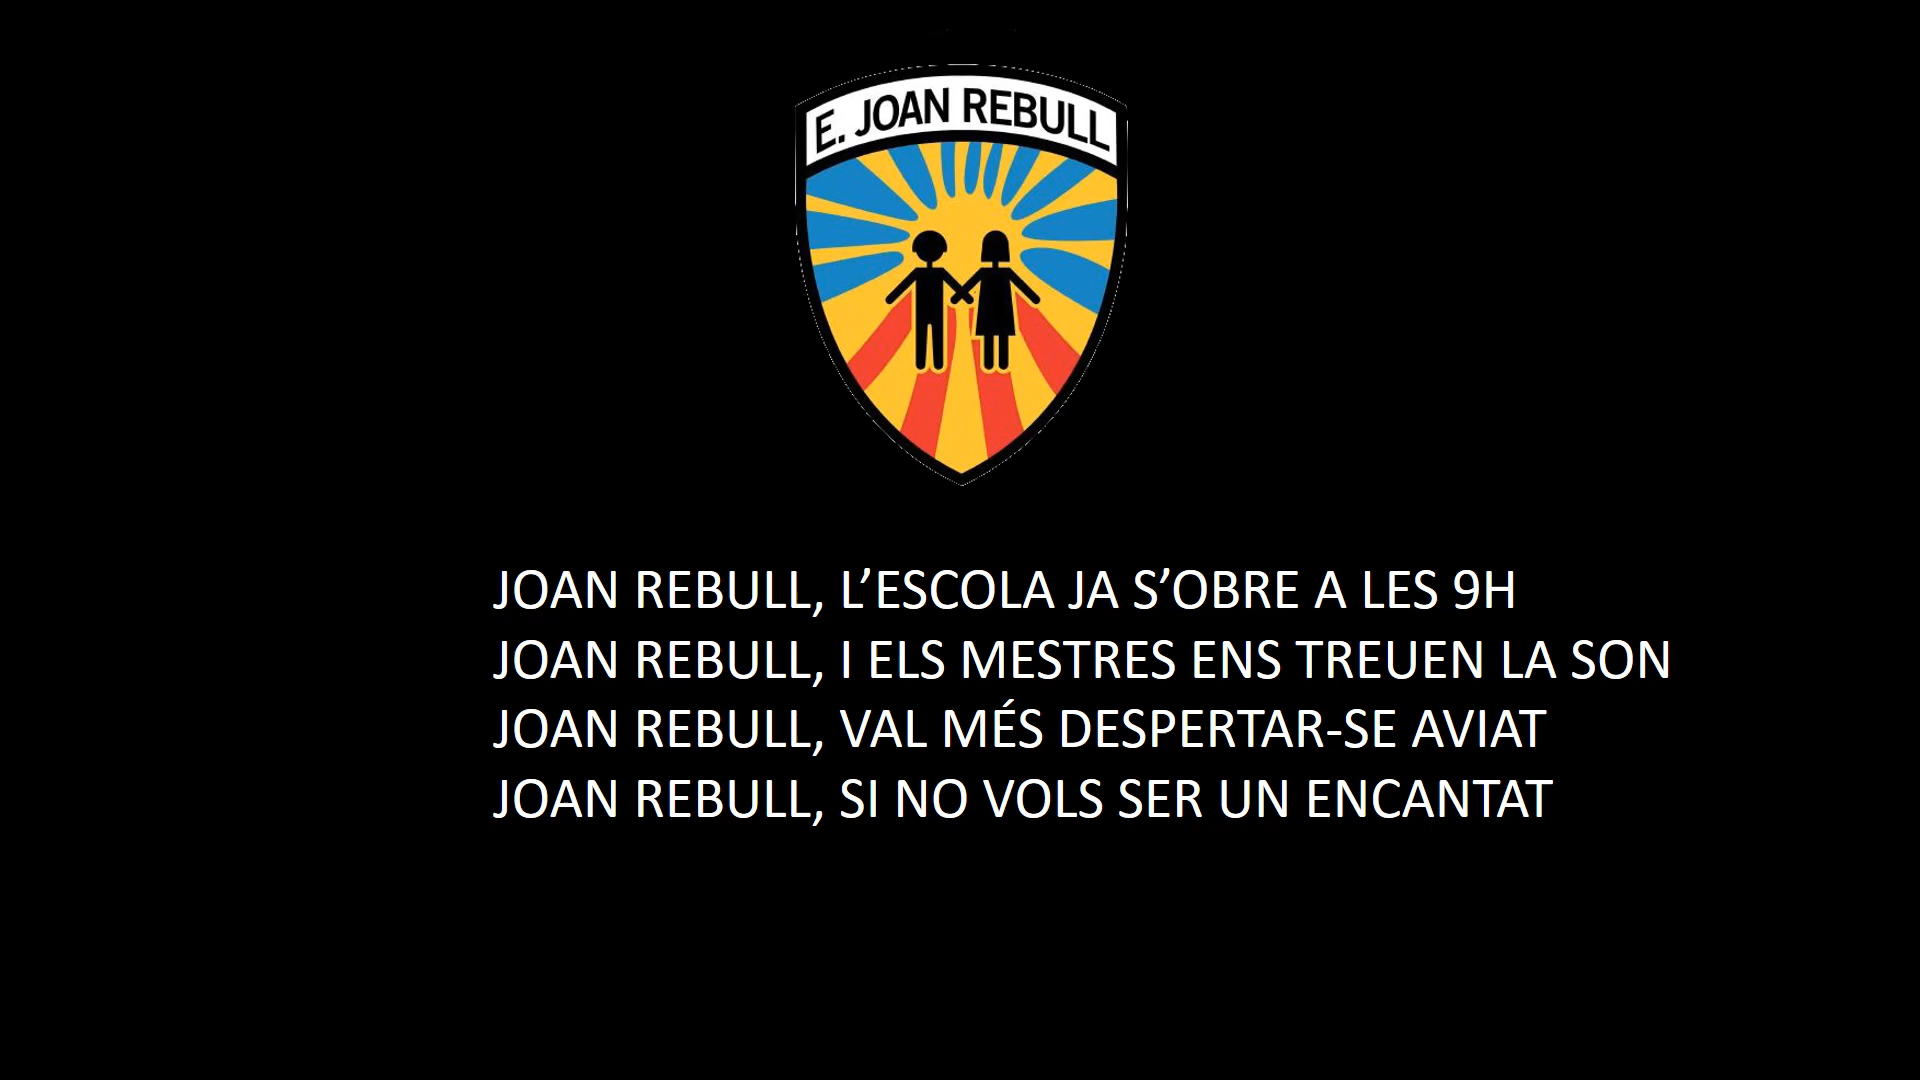 E. JOAN REBULL
JOAN REBULL, L’ESCOLA JA S’OBRE A LES 9H
JOAN REBULL, I ELS MESTRES ENS TREUEN LA SON
JOAN REBULL, VAL MÉS DESPERTAR-SE AVIAT
JOAN REBULL, SI NO VOLS SER UN ENCANTAT